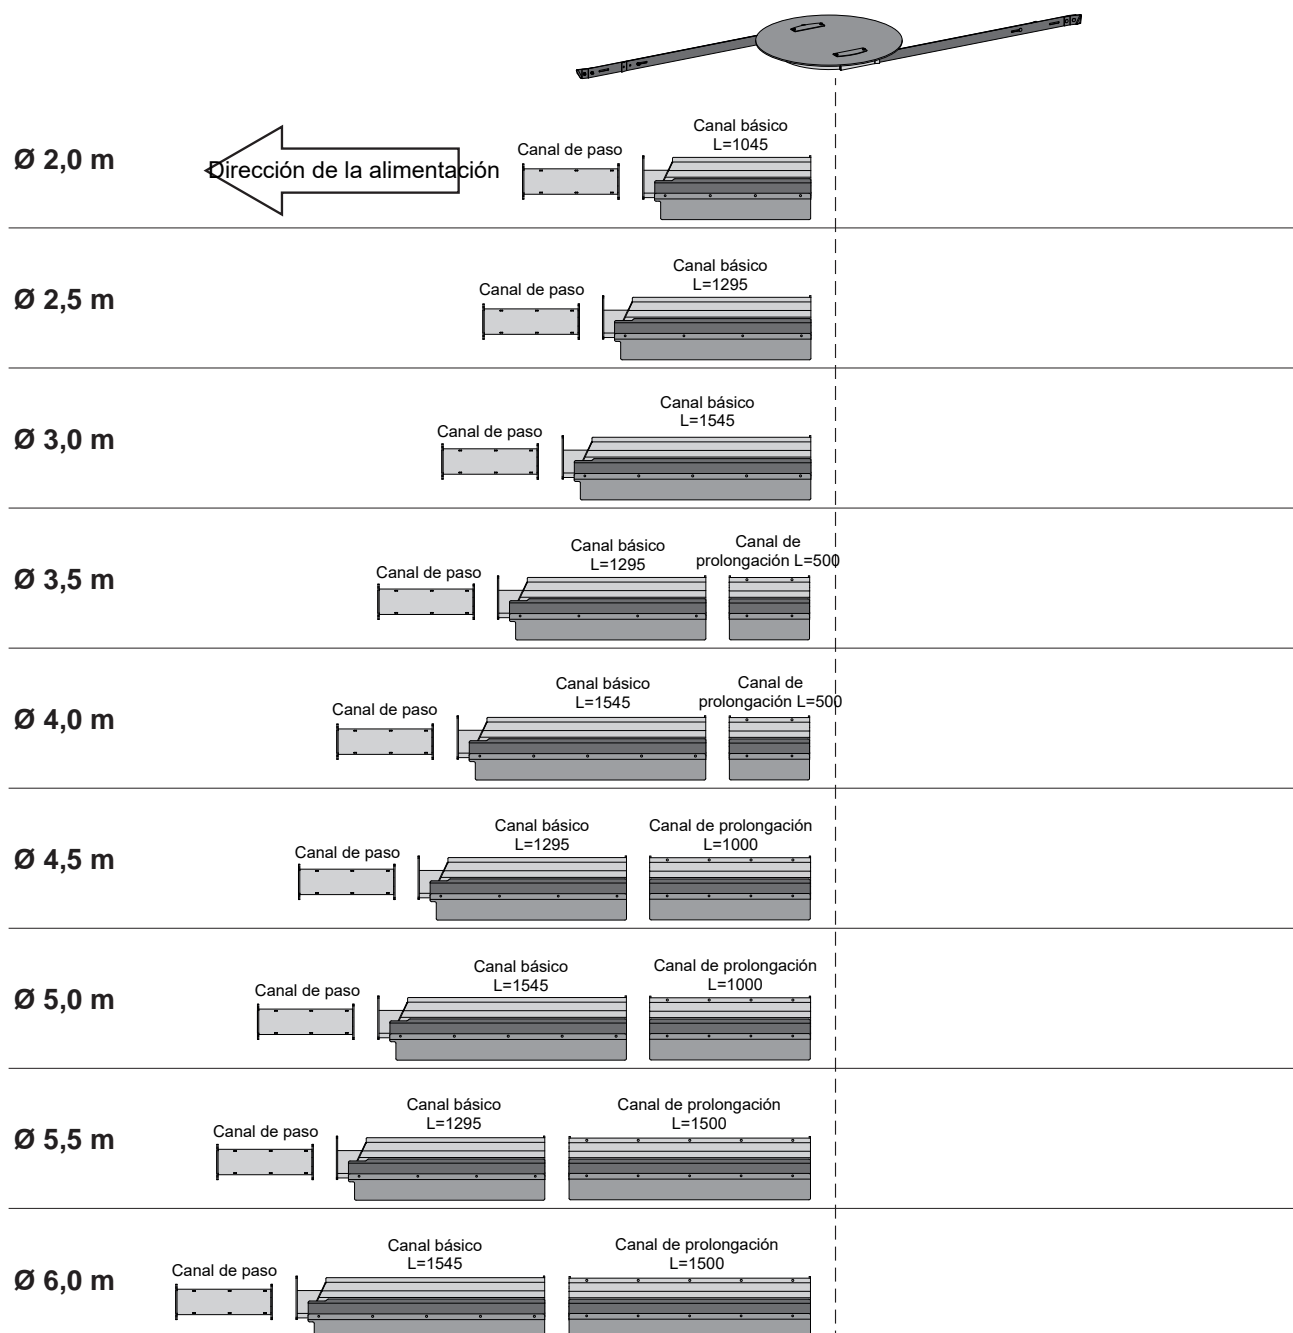 Ø 2,0 m
Dirección de la alimentación
Canal de paso
Canal básico
L=1045
Ø 2,5 m
Canal de paso
Canal básico
L=1295
Ø 3,0 m
Canal de paso
Canal básico
L=1545
Ø 3,5 m
Canal de paso
Canal básico
L=1295
Canal de
prolongación L=500
Ø 4,0 m
Canal de paso
Canal básico
L=1545
Canal de
prolongación L=500
Ø 4,5 m
Canal de paso
Canal básico
L=1295
Canal de prolongación
L=1000
Ø 5,0 m
Canal de paso
Canal básico
L=1545
Canal de prolongación
L=1000
Ø 5,5 m
Canal de paso
Canal básico
L=1295
Canal de prolongación
L=1500
Ø 6,0 m
Canal de paso
Canal básico
L=1545
Canal de prolongación
L=1500